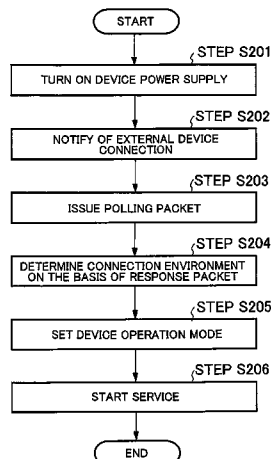 START
STEP S201
TURN ON DEVICE POWER SUPPLY
STEP S202
NOTIFY OF EXTERNAL DEVICE
CONNECTION
STEP S203
ISSUE POLLING PACKET
STEP S204
DETERMINE CONNECTION ENVIRONMENT
ON THE BASIS OF RESPONSE PACKET
STEP S205
SET DEVICE OPERATION MODE
STEP S206
START SERVICE
END